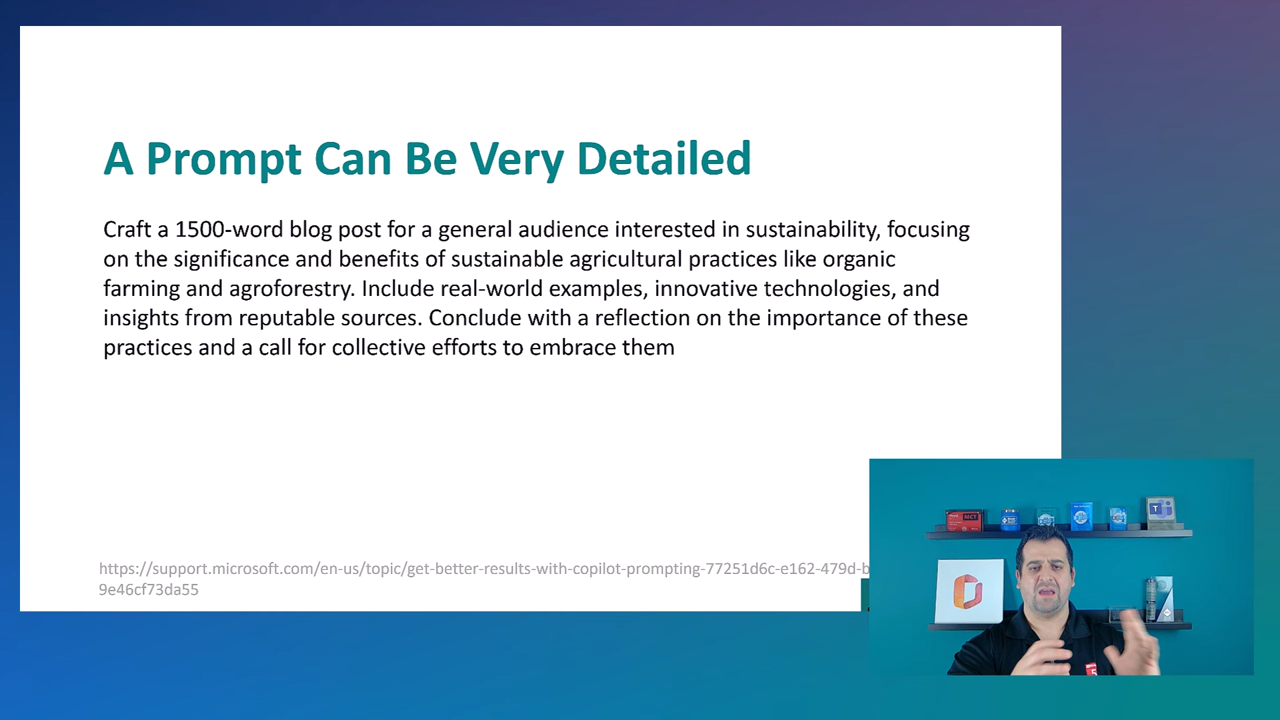 A Prompt Can Be Very Detailed
Craft a 1500-word blog post for a general audience interested in sustainability, focusing
on the significance and benefits of sustainable agricultural practices like organic
farming and agroforestry. Include real-world examples, innovative technologies, and
insights from reputable sources. Conclude with a reflection on the importance of these
practices and a call for collective efforts to embrace them
https://support.microsoft.com/en-us/topic/get-better-results-with-copilot-prompting-77251d6c-e162-479d-b
9e46cf73da55
MCT
T